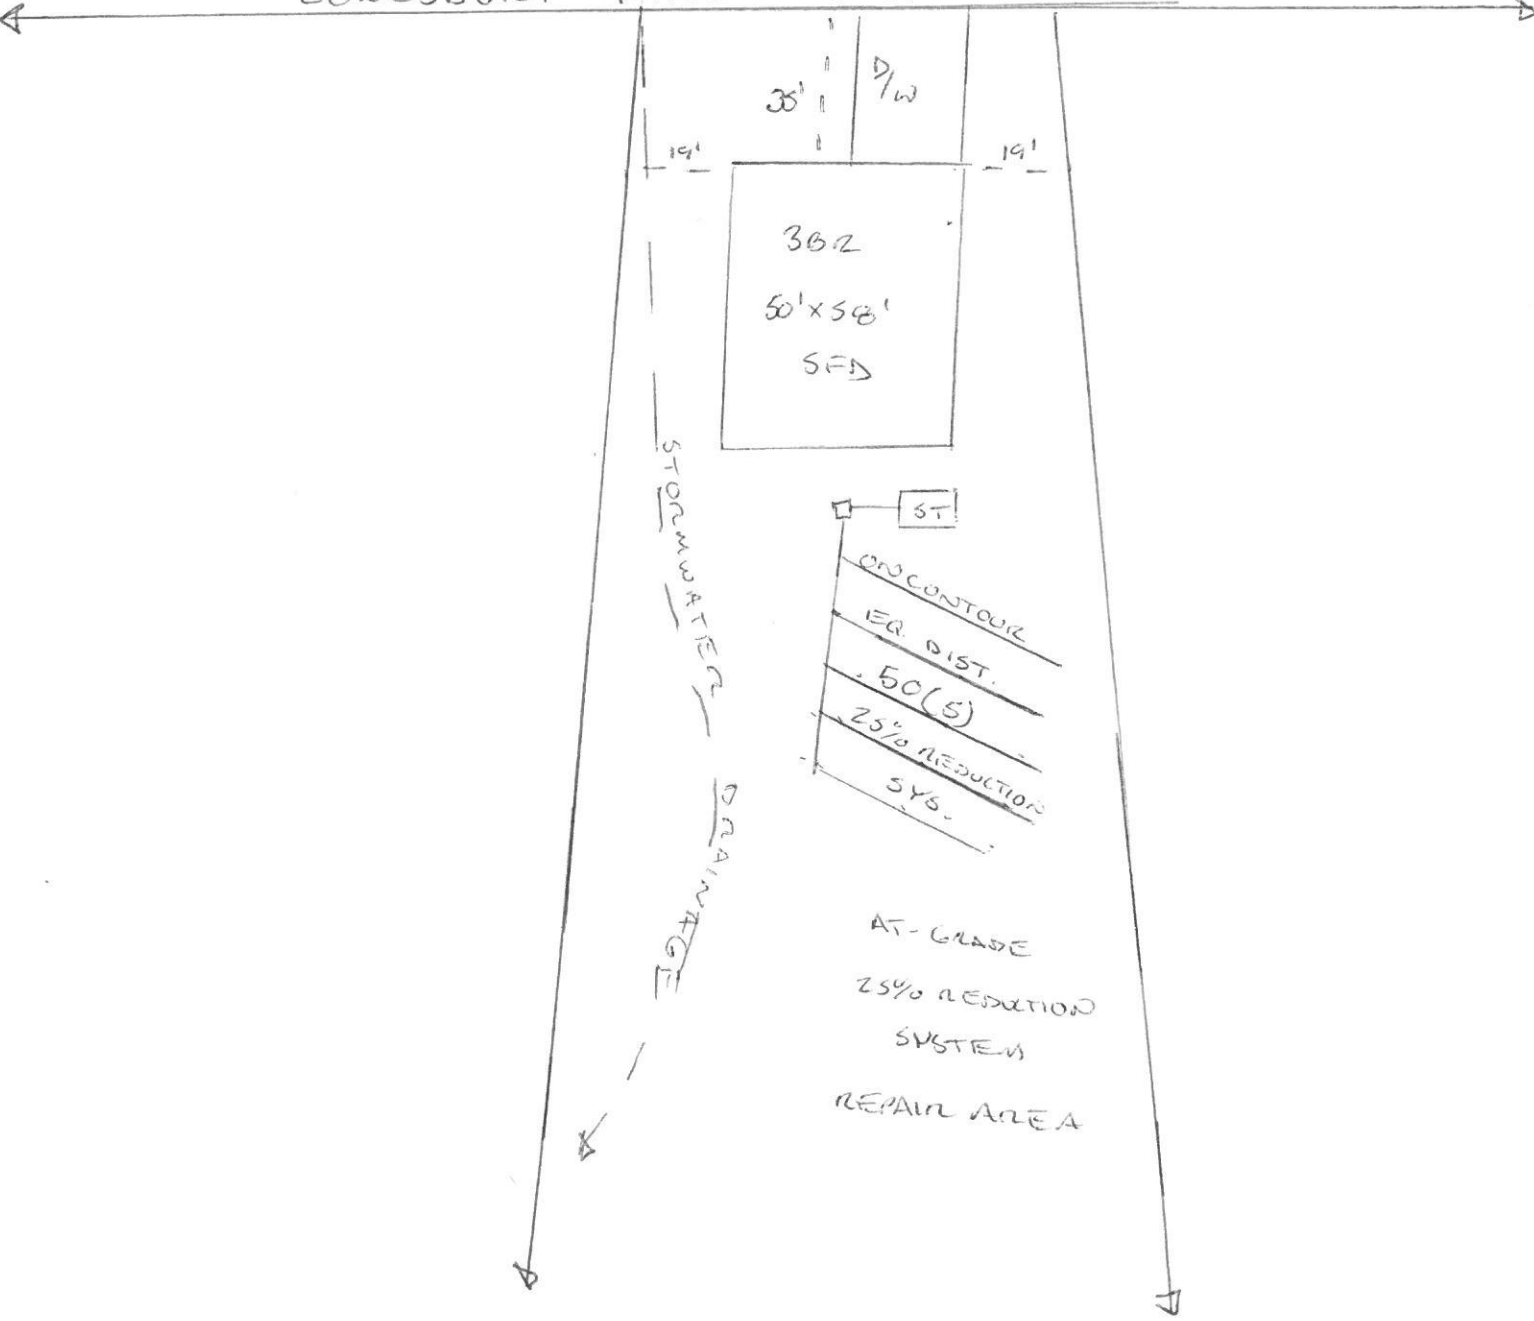 35'
D/W
19'
19'
3BR
50'x58'
SFD
ST
ON CONTOUR
EQ. DIST.
.50(5)
25% REDUCTION
SYS.
STORMWATER DRAINAGE
AT-GRADE
25% REDUCTION
SYSTEM
REPAIR AREA